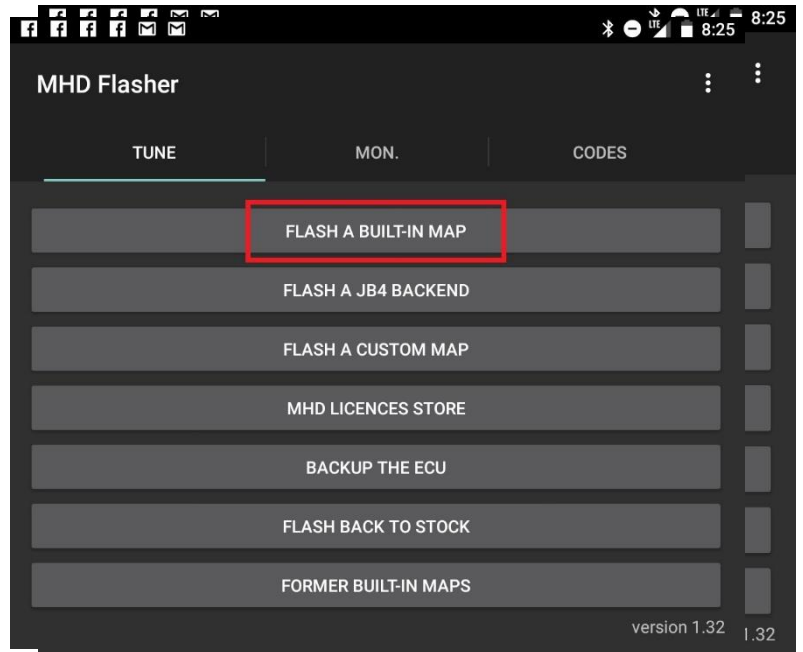 LTE 8:25
LTE 8:25
MHD Flasher
TUNE MON. CODES
FLASH A BUILT-IN MAP
FLASH A JB4 BACKEND
FLASH A CUSTOM MAP
MHD LICENCES STORE
BACKUP THE ECU
FLASH BACK TO STOCK
FORMER BUILT-IN MAPS
version 1.32
1.32